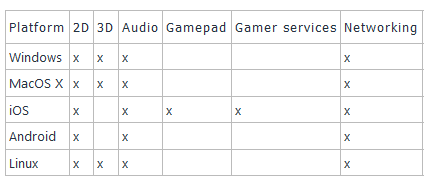 Platform 2D 3D Audio Gamepad Gamer services Networking
Windows x x x x
MacOS X x x x x
iOS x x x x x
Android x x x
Linux x x x x